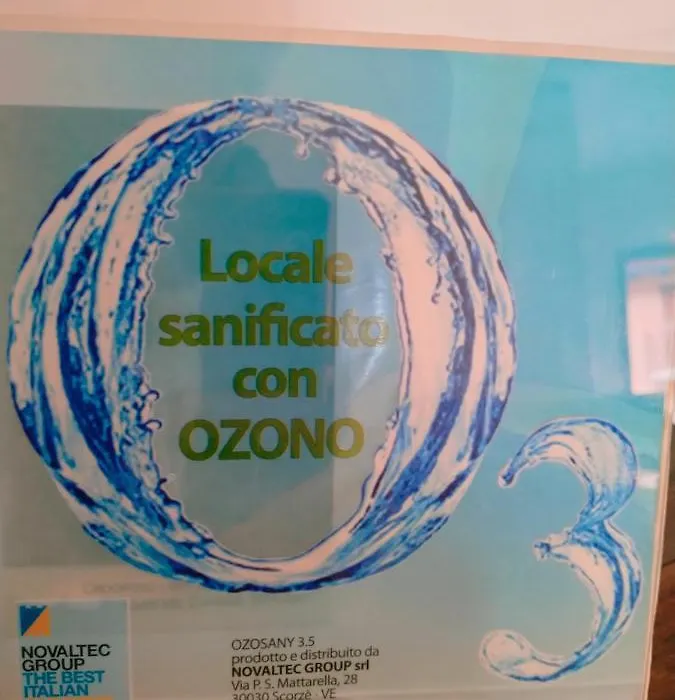 Locale
sanificato
con
OZONO
O3
NOVALTEC
GROUP
THE BEST
ITALIAN
OZOSANY 3.5
prodotto e distribuito da
NOVALTEC GROUP srl
Via P. S. Mattarella, 28
30030 Scorzè - VE